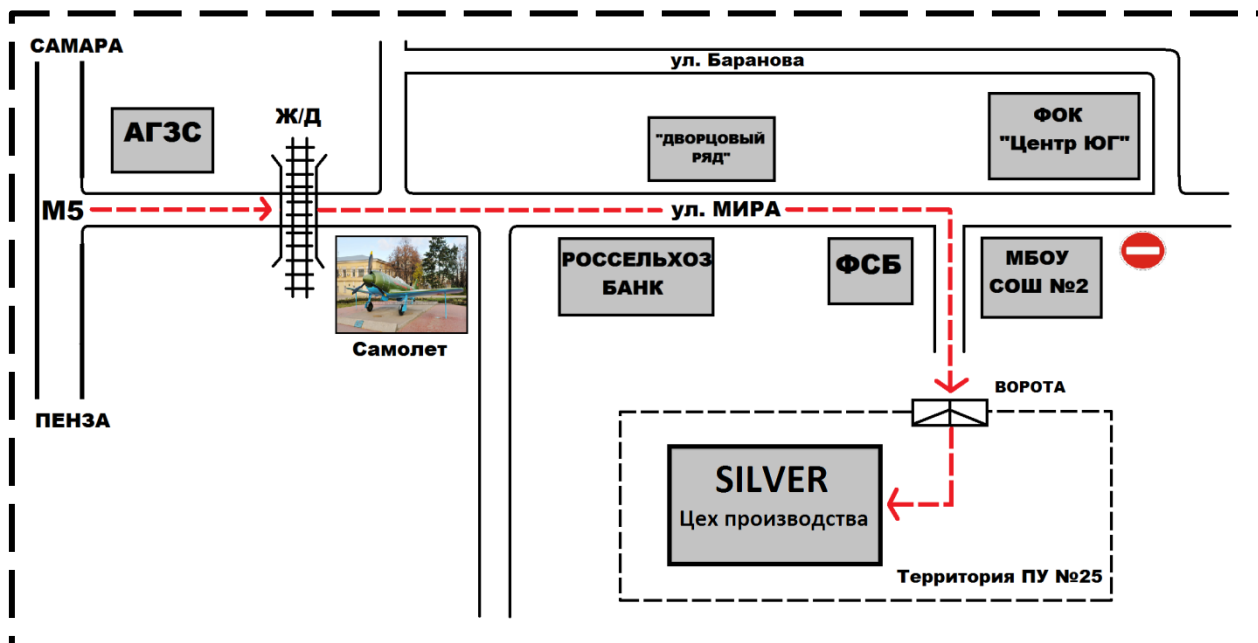 САМАРА
ул. Баранова
АГЗС
Ж/Д
"ДВОРЦОВЫЙ
РЯД"
ФОК
"Центр ЮГ"
М5
ул. МИРА
РОССЕЛЬХОЗ
БАНК
ФСБ
МБОУ
СОШ №2
Самолет
ПЕНЗА
ВОРОТА
SILVER
Цех производства
Территория ПУ №25